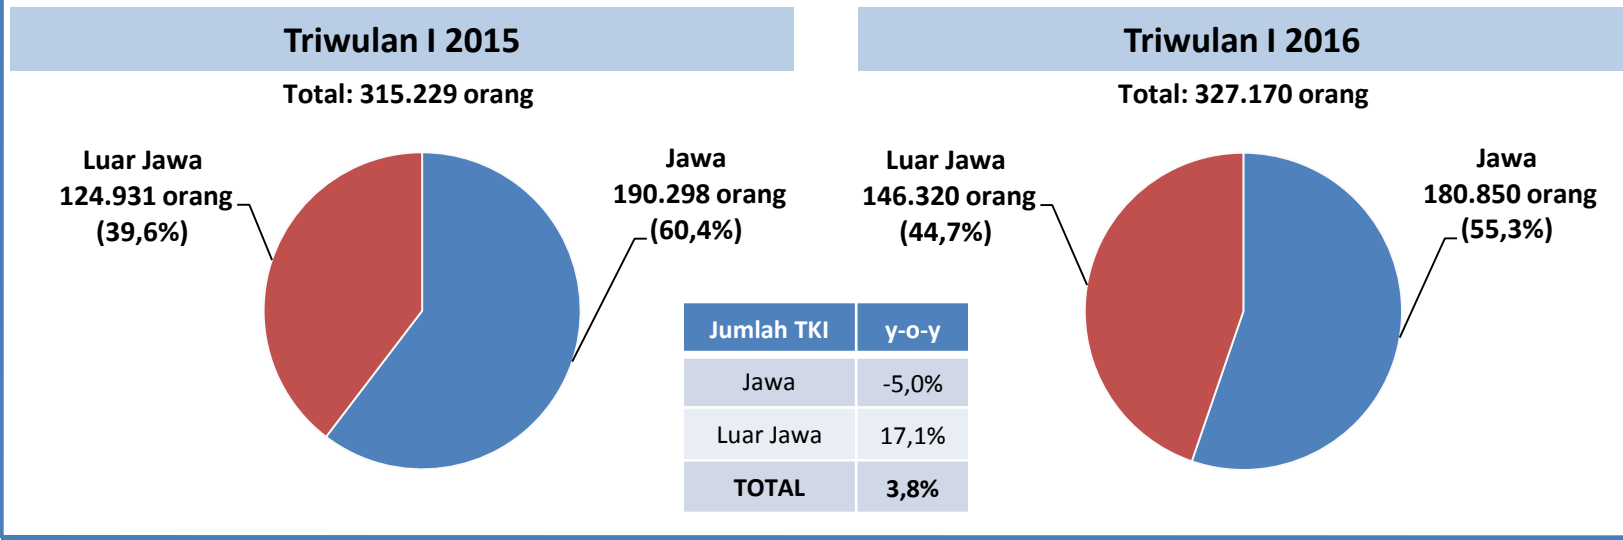 Triwulan I 2015
Total: 315.229 orang
Luar Jawa
124.931 orang
(39,6%)
Jawa
190.298 orang
(60,4%)
Triwulan I 2016
Total: 327.170 orang
Luar Jawa
146.320 orang
(44,7%)
Jawa
180.850 orang
(55,3%)
Jumlah TKI y-o-y
Jawa -5,0%
Luar Jawa 17,1%
TOTAL 3,8%